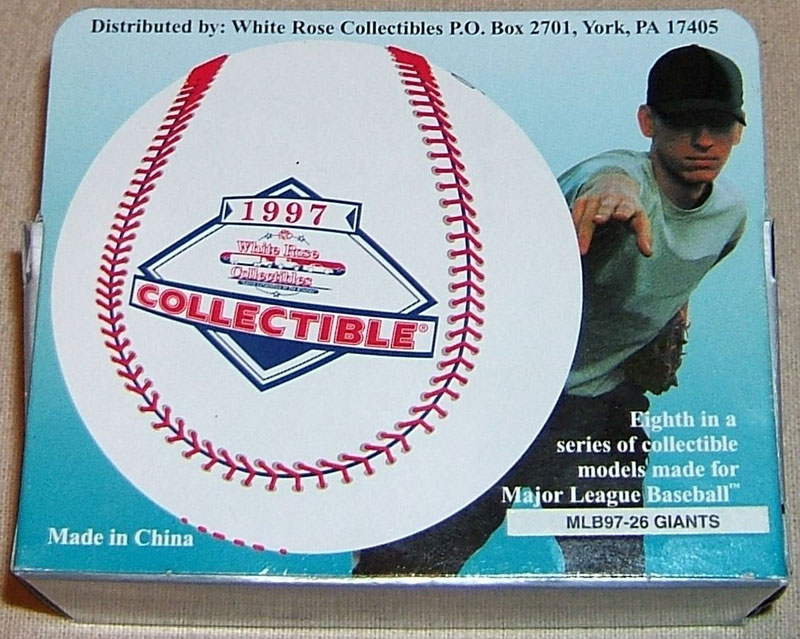 Distributed by: White Rose Collectibles P.O. Box 2701, York, PA 17405
1997
White Rose
Collectibles
COLLECTIBLE®
Eighth in a
series of collectible
models made for
Major League Baseball™
MLB97-26 GIANTS
Made in China